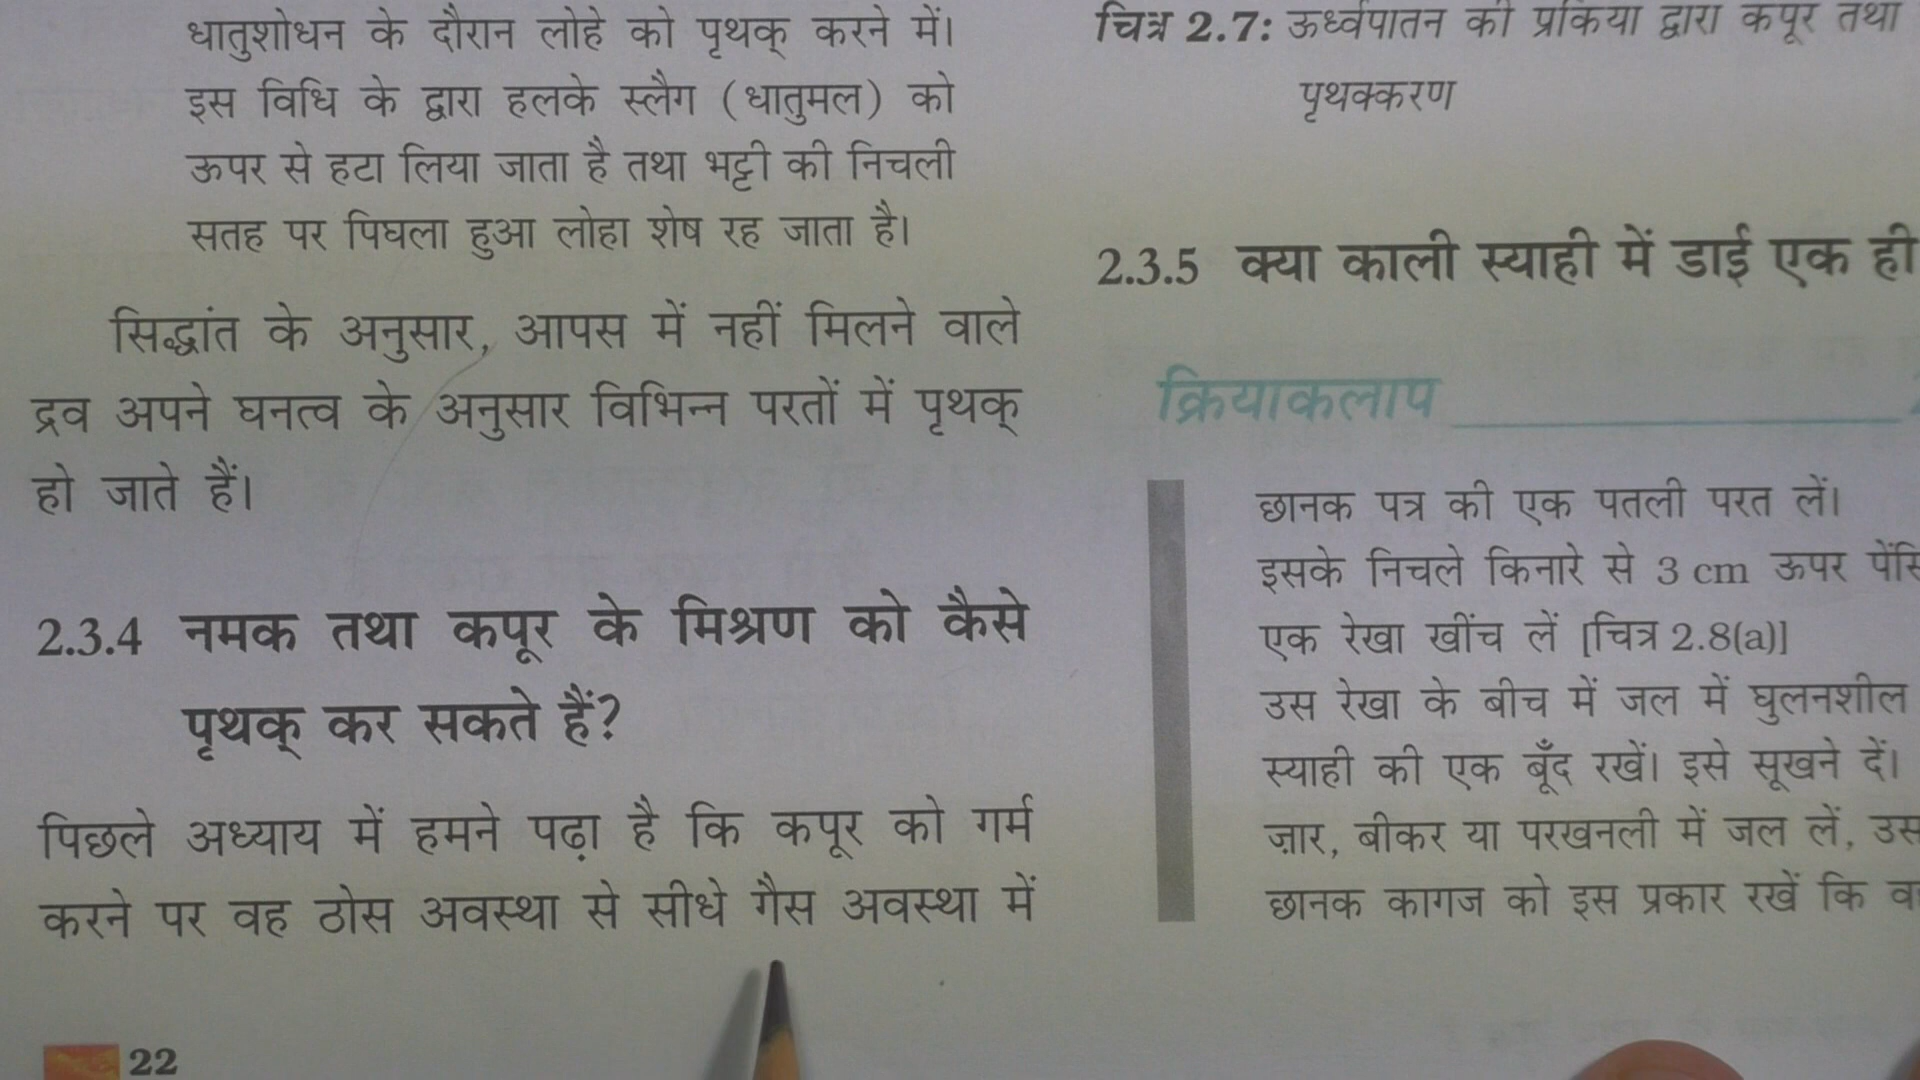 धातुशोधन के दौरान लोहे को पृथक् करने में।
इस विधि के द्वारा हलके स्लैग (धातुमल) को
ऊपर से हटा लिया जाता है तथा भट्टी की निचली
सतह पर पिघला हुआ लोहा शेष रह जाता है।
सिद्धांत के अनुसार, आपस में नहीं मिलने वाले
द्रव अपने घनत्व के अनुसार विभिन्न परतों में पृथक्
हो जाते हैं।
2.3.4 नमक तथा कपूर के मिश्रण को कैसे
पृथक् कर सकते हैं?
पिछले अध्याय में हमने पढ़ा है कि कपूर को गर्म
करने पर वह ठोस अवस्था से सीधे गैस अवस्था में
22
चित्र 2.7: ऊर्ध्वपातन की प्रक्रिया द्वारा कपूर तथा
पृथक्करण
2.3.5 क्या काली स्याही में डाई एक ही
क्रियाकलाप
छानक पत्र की एक पतली परत लें।
इसके निचले किनारे से 3 cm ऊपर
एक रेखा खींच लें [चित्र 2.8(a)]
उस रेखा के बीच में जल में घुलनशील
स्याही की एक बूँद रखें। इसे सूखने दें।
ज़ार, बीकर या परखनली में जल लें,
छानक कागज को इस प्रकार रखें कि